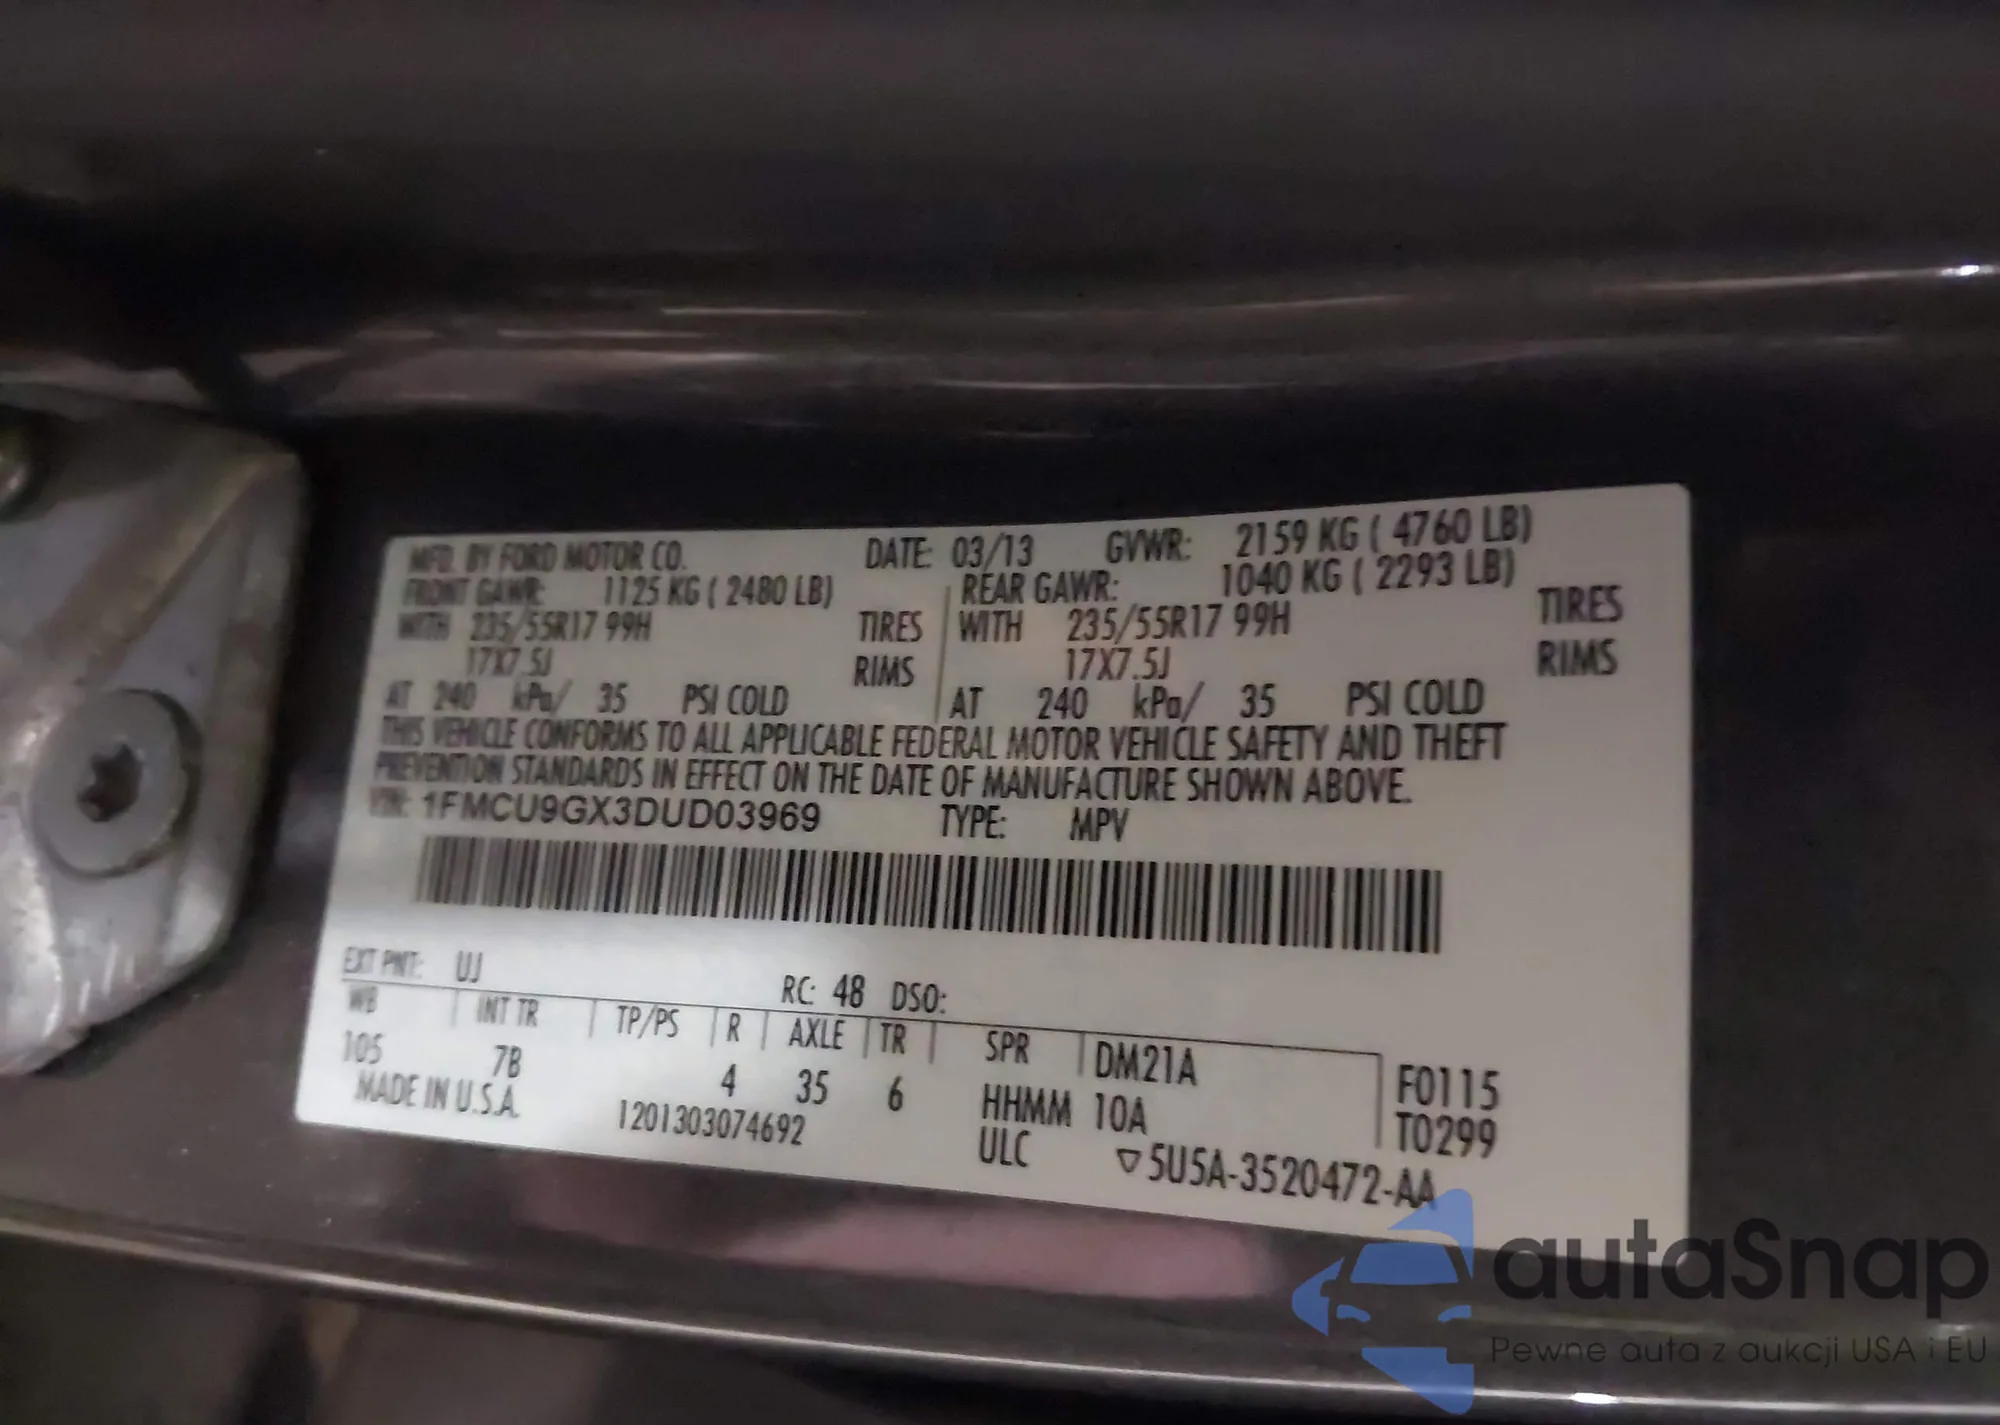 MFD. BY FORD MOTOR CO. DATE: 03/13 GVWR: 2159 KG ( 4760 LB)
FRONT GAWR: 1125 KG ( 2480 LB) REAR GAWR: 1040 KG ( 2293 LB)
WITH 235/55R17 99H TIRES WITH 235/55R17 99H TIRES
17X7.5J RIMS 17X7.5J RIMS
AT 240 kPa/ 35 PSI COLD AT 240 kPa/ 35 PSI COLD
THIS VEHICLE CONFORMS TO ALL APPLICABLE FEDERAL MOTOR VEHICLE SAFETY AND THEFT
PREVENTION STANDARDS IN EFFECT ON THE DATE OF MANUFACTURE SHOWN ABOVE.
VIN: 1FMCU9GX3DUD03969 TYPE: MPV
EXT PNT: UJ RC: 48 DSO:
WB INT TR TP/PS R AXLE TR SPR DM21A F0115
105 7B 4 35 6 HHMM 10A T0299
MADE IN U.S.A. 1201303074692 ULC ▽5U5A-3520472-AA
autaSnap
Pewne auta z aukcji USA i EU